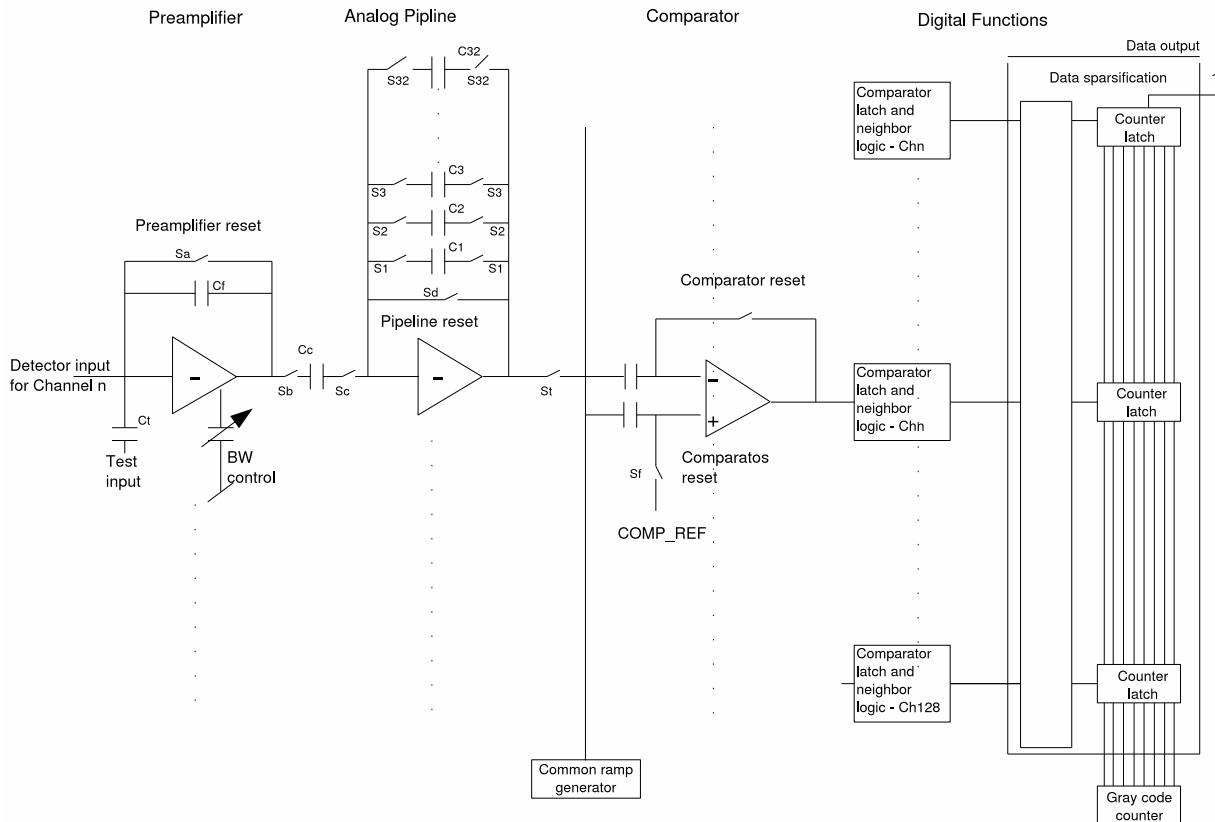 Preamplifier
Analog Pipline
Comparator
Digital Functions
Data output
Data sparsification
C32
S32
S32
C3
S3
S3
C2
S2
S2
C1
S1
S1
Sd
Pipeline reset
Preamplifier reset
Sa
Cf
-
Detector input
for Channel n
Ct
Test
input
BW
control
Sb
Cc
Sc
-
St
Comparator reset
-
+
Comparatos
reset
Sf
COMP_REF
Common ramp
generator
Comparator
latch and
neighbor
logic - Chn
Comparator
latch and
neighbor
logic - Chn
Comparator
latch and
neighbor
logic - Ch128
Counter
latch
Counter
latch
Counter
latch
Gray code
counter